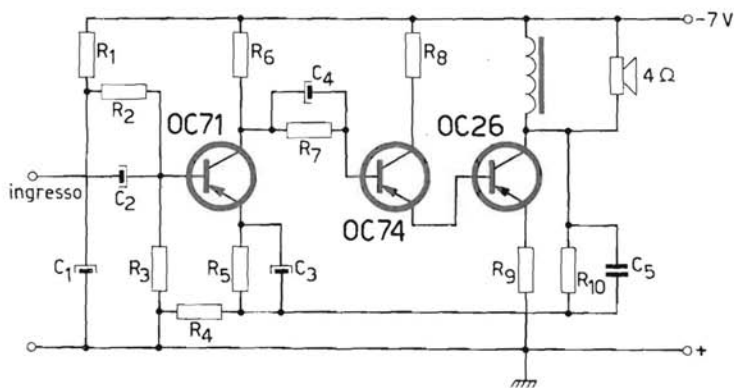 −7 V
R1
R6
R8
C4
4 Ω
R2
OC71
OC26
R7
ingresso
C2
OC74
C1
R3
R5
C3
R9
R10
C5
R4
+